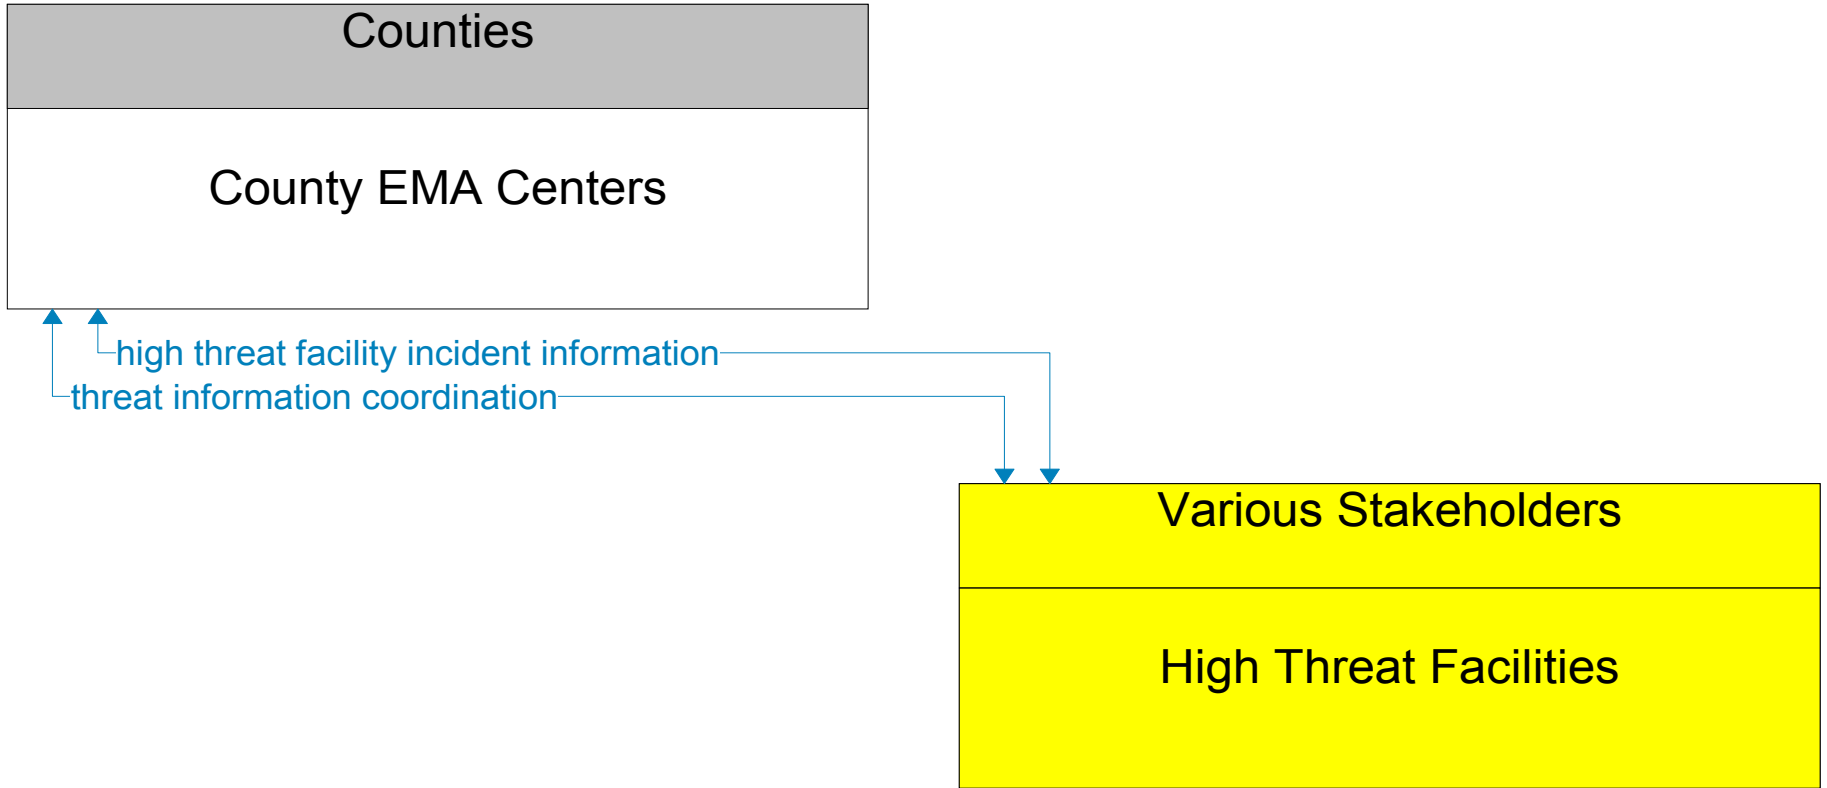 Counties
County EMA Centers
high threat facility incident information
threat information coordination
Various Stakeholders
High Threat Facilities